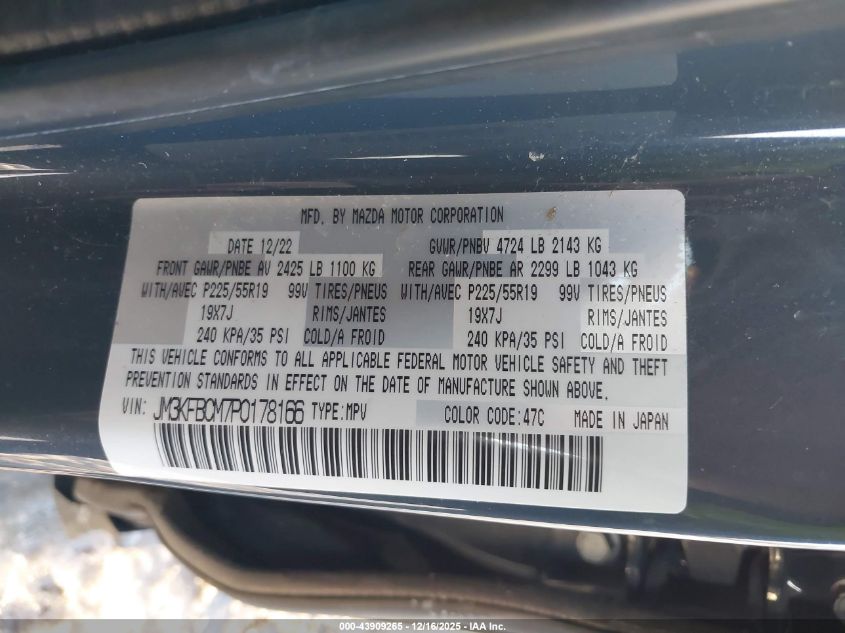 MFD. BY MAZDA MOTOR CORPORATION
DATE 12/22 GVWR/PNBV 4724 LB 2143 KG
FRONT GAWR/PNBE AV 2425 LB 1100 KG REAR GAWR/PNBE AR 2299 LB 1043 KG
WITH/AVEC P225/55R19 99V TIRES/PNEUS WITH/AVEC P225/55R19 99V TIRES/PNEUS
19X7J RIMS/JANTES 19X7J RIMS/JANTES
240 KPA/35 PSI COLD/A FROID 240 KPA/35 PSI COLD/A FROID
THIS VEHICLE CONFORMS TO ALL APPLICABLE FEDERAL MOTOR VEHICLE SAFETY AND THEFT
PREVENTION STANDARDS IN EFFECT ON THE DATE OF MANUFACTURE SHOWN ABOVE.
VIN: JM3KFBCM7P0178166 TYPE:MPV COLOR CODE:47C MADE IN JAPAN
000-43909265 - 12/16/2025 - IAA Inc.